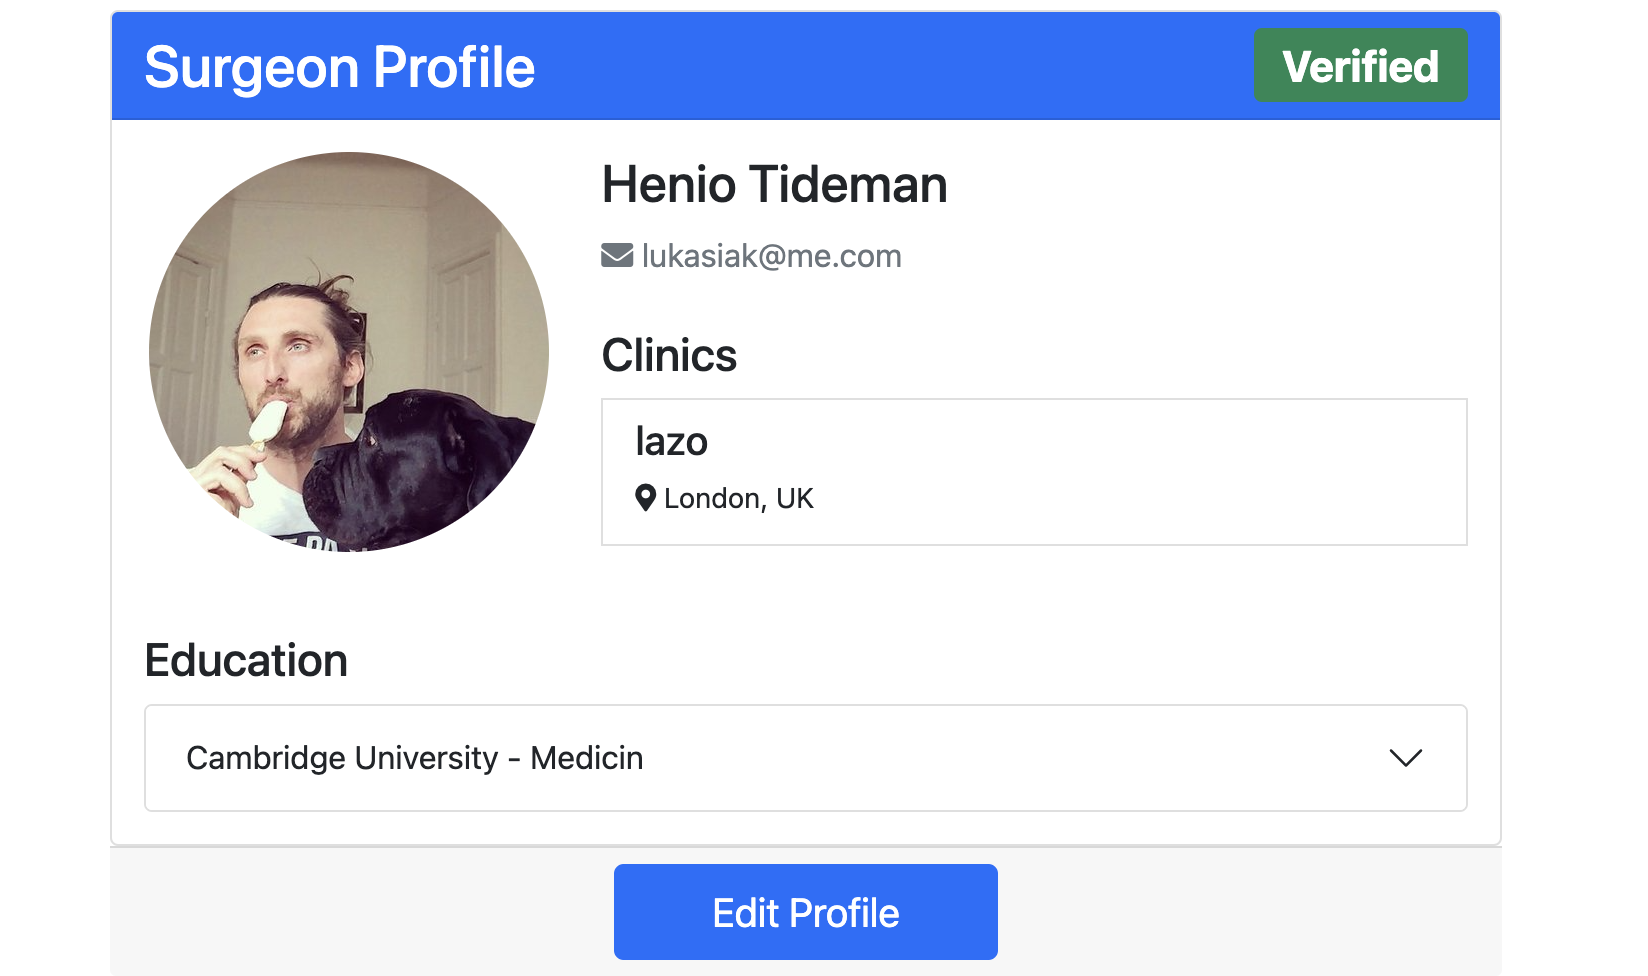 Surgeon Profile
Verified
Henio Tideman
lukasiak@me.com
Clinics
lazo
London, UK
Education
Cambridge University - Medicin
Edit Profile